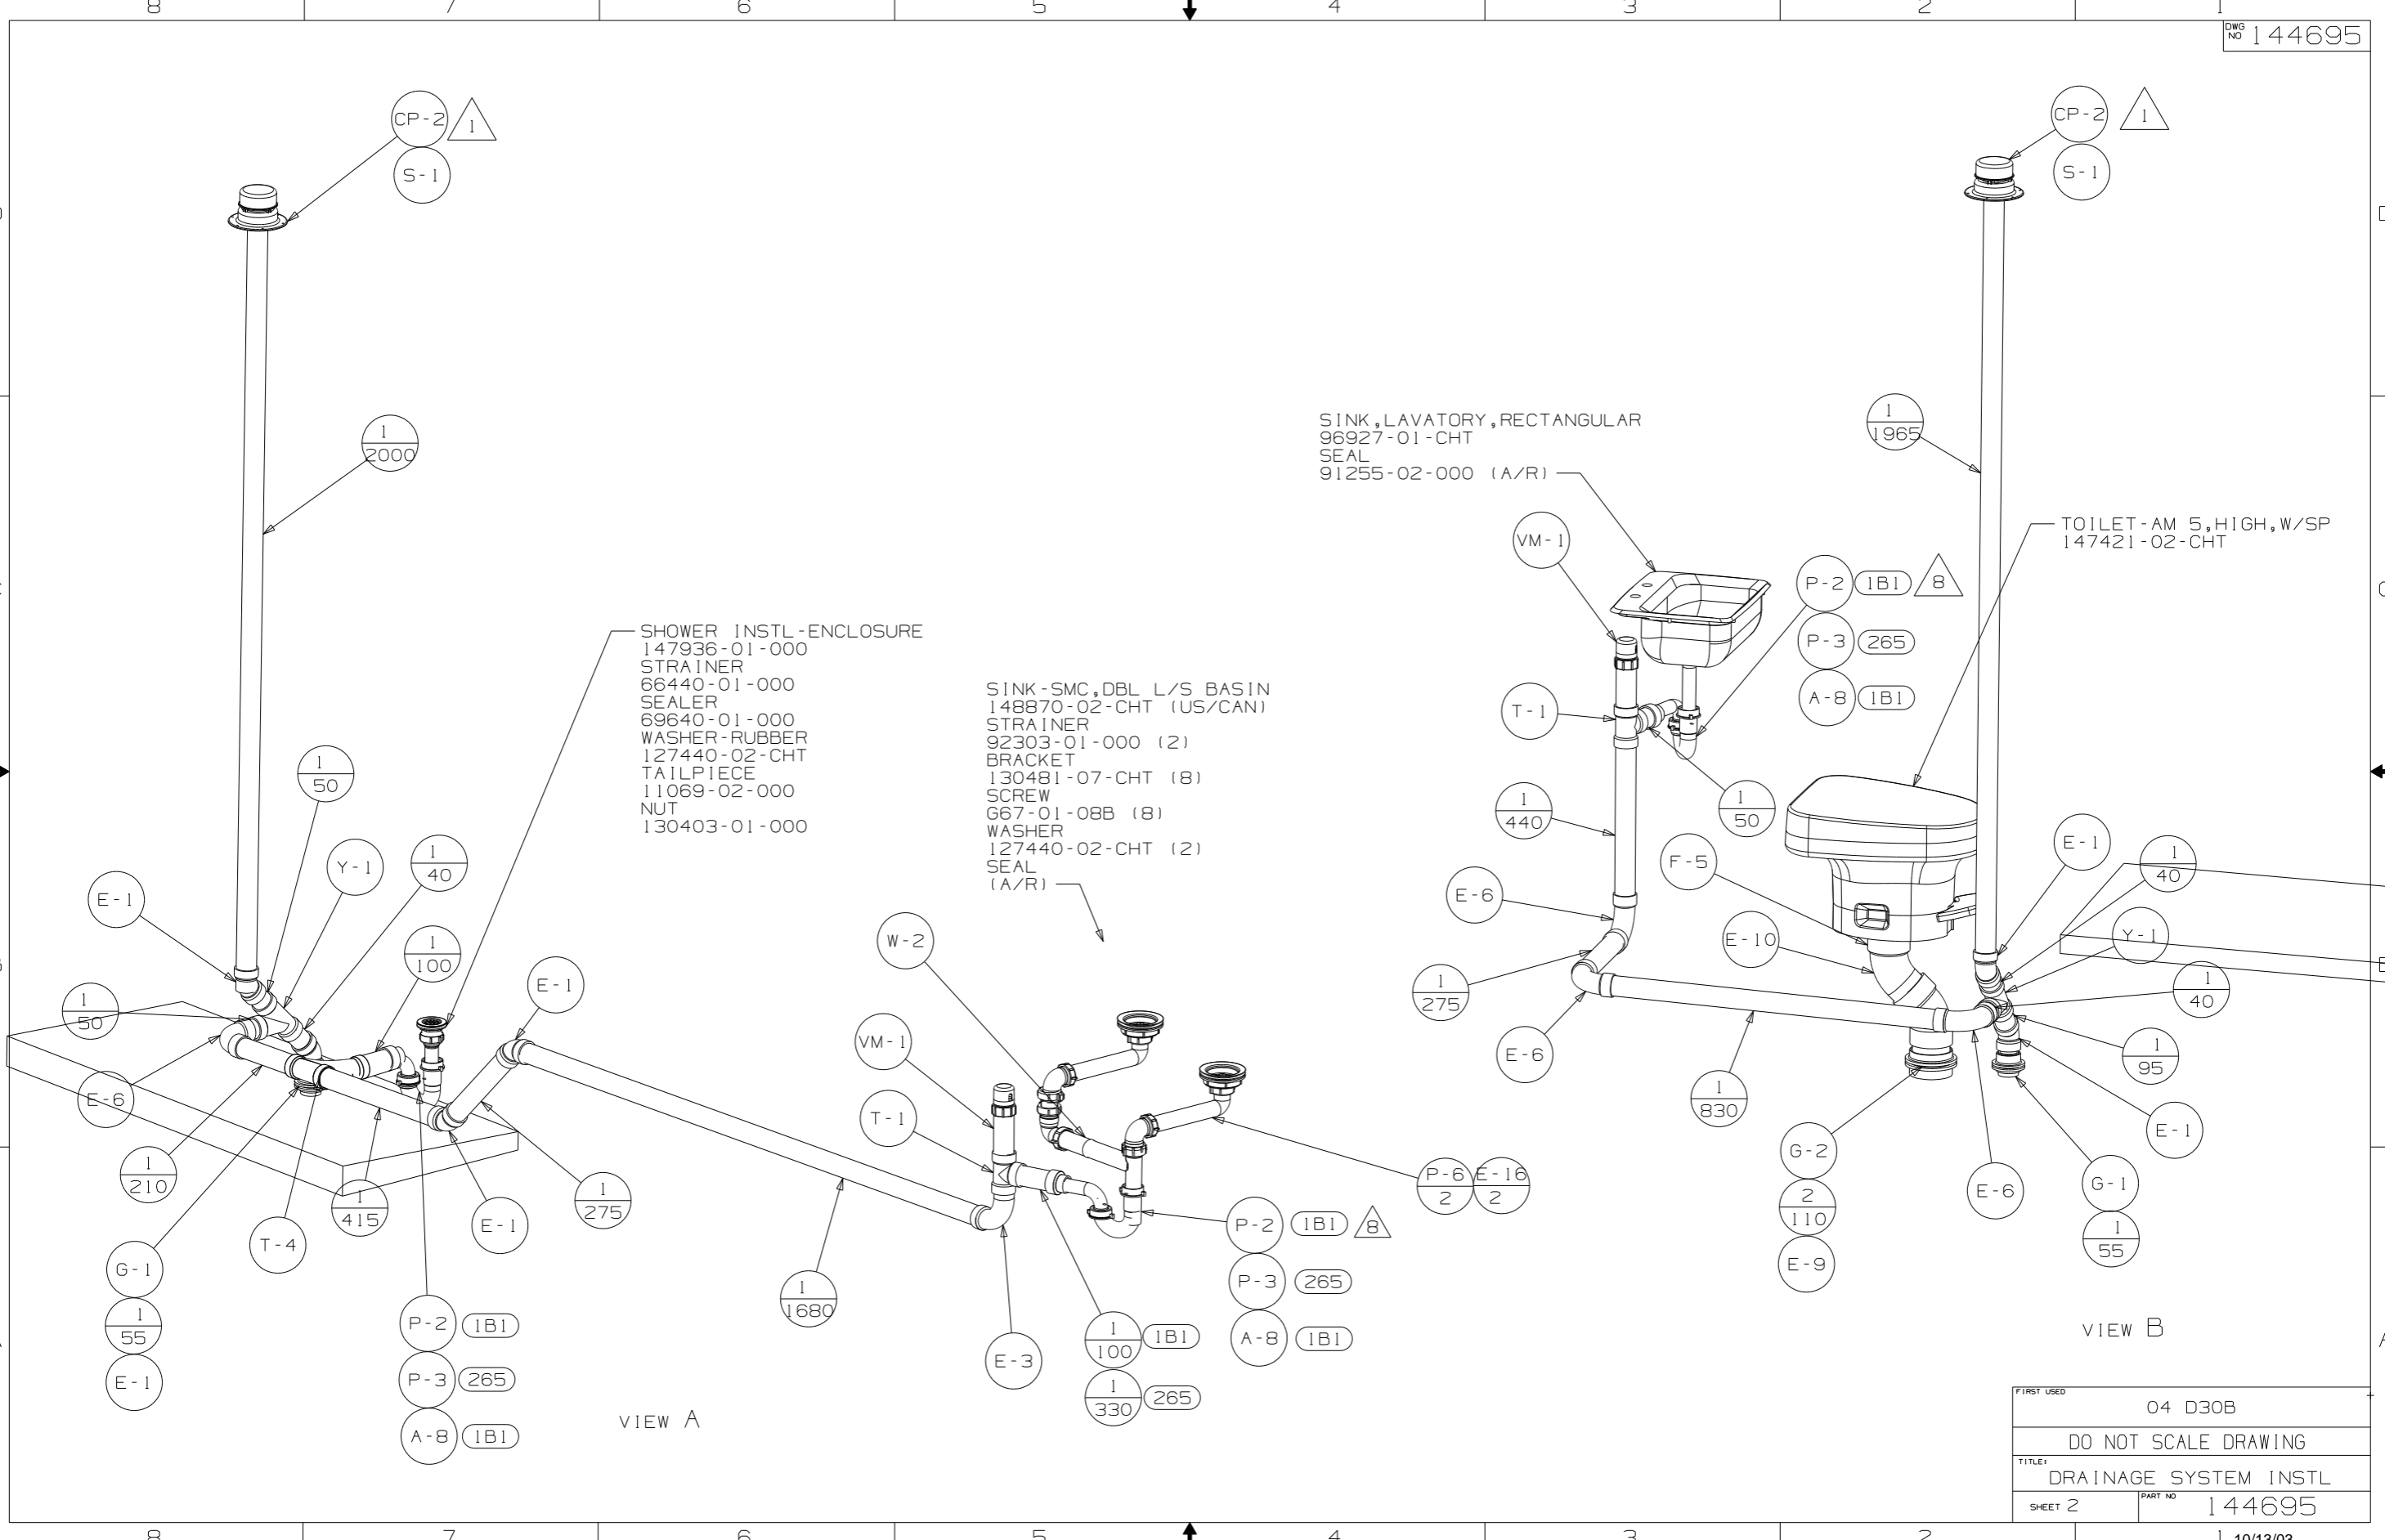 8 7 6 5 4 3 2 1
DWG NO 144695
CP-2 1
S-1
CP-2 1
S-1
D
1
2000
SINK,LAVATORY,RECTANGULAR
96927-01-CHT
SEAL
91255-02-000 (A/R)
1
1965
TOILET-AM 5,HIGH,W/SP
147421-02-CHT
VM-1
P-2 1B1 8
P-3 265
A-8 1B1
SHOWER INSTL-ENCLOSURE
147936-01-000
STRAINER
66440-01-000
SEALER
69640-01-000
WASHER-RUBBER
127440-02-CHT
TAILPIECE
11069-02-000
NUT
130403-01-000
SINK-SMC,DBL L/S BASIN
148870-02-CHT (US/CAN)
STRAINER
92303-01-000 (2)
BRACKET
130481-07-CHT (8)
SCREW
G67-01-08B (8)
WASHER
127440-02-CHT (2)
SEAL
(A/R)
T-1
1
50
1
440
1
50
Y-1
1
40
E-1
F-5
E-1
1
40
E-6
W-2
1
100
E-10
Y-1
E-1
1
50
1
275
1
40
VM-1
E-6
1
95
E-6
T-1
1
830
E-1
1
210
1
415
1
275
E-1
P-6
2
E-16
2
G-2
2
110
E-9
E-6
G-1
1
55
T-4
G-1
1
55
E-1
P-2 1B1
P-3 265
A-8 1B1
1
1680
E-3
1
100
1B1
1
330
265
P-2 1B1 8
P-3 265
A-8 1B1
VIEW A
VIEW B
FIRST USED
04 D30B
DO NOT SCALE DRAWING
TITLE:
DRAINAGE SYSTEM INSTL
SHEET 2
PART NO 144695
8 7 6 5 4 3 2 1
10/13/03